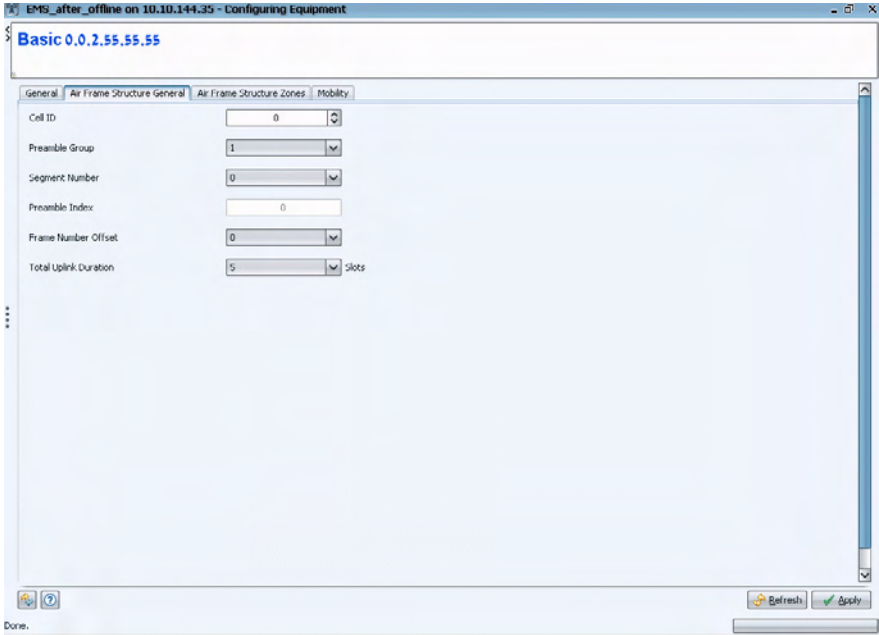 EMS_after_offline on 10.10.144.35 - Configuring Equipment
Basic 0.0.2.55.55.55
General Air Frame Structure General Air Frame Structure Zones Mobility
Cell ID 0
Preamble Group 1
Segment Number 0
Preamble Index 0
Frame Number Offset 0
Total Uplink Duration 5 Slots
Refresh Apply
Done.